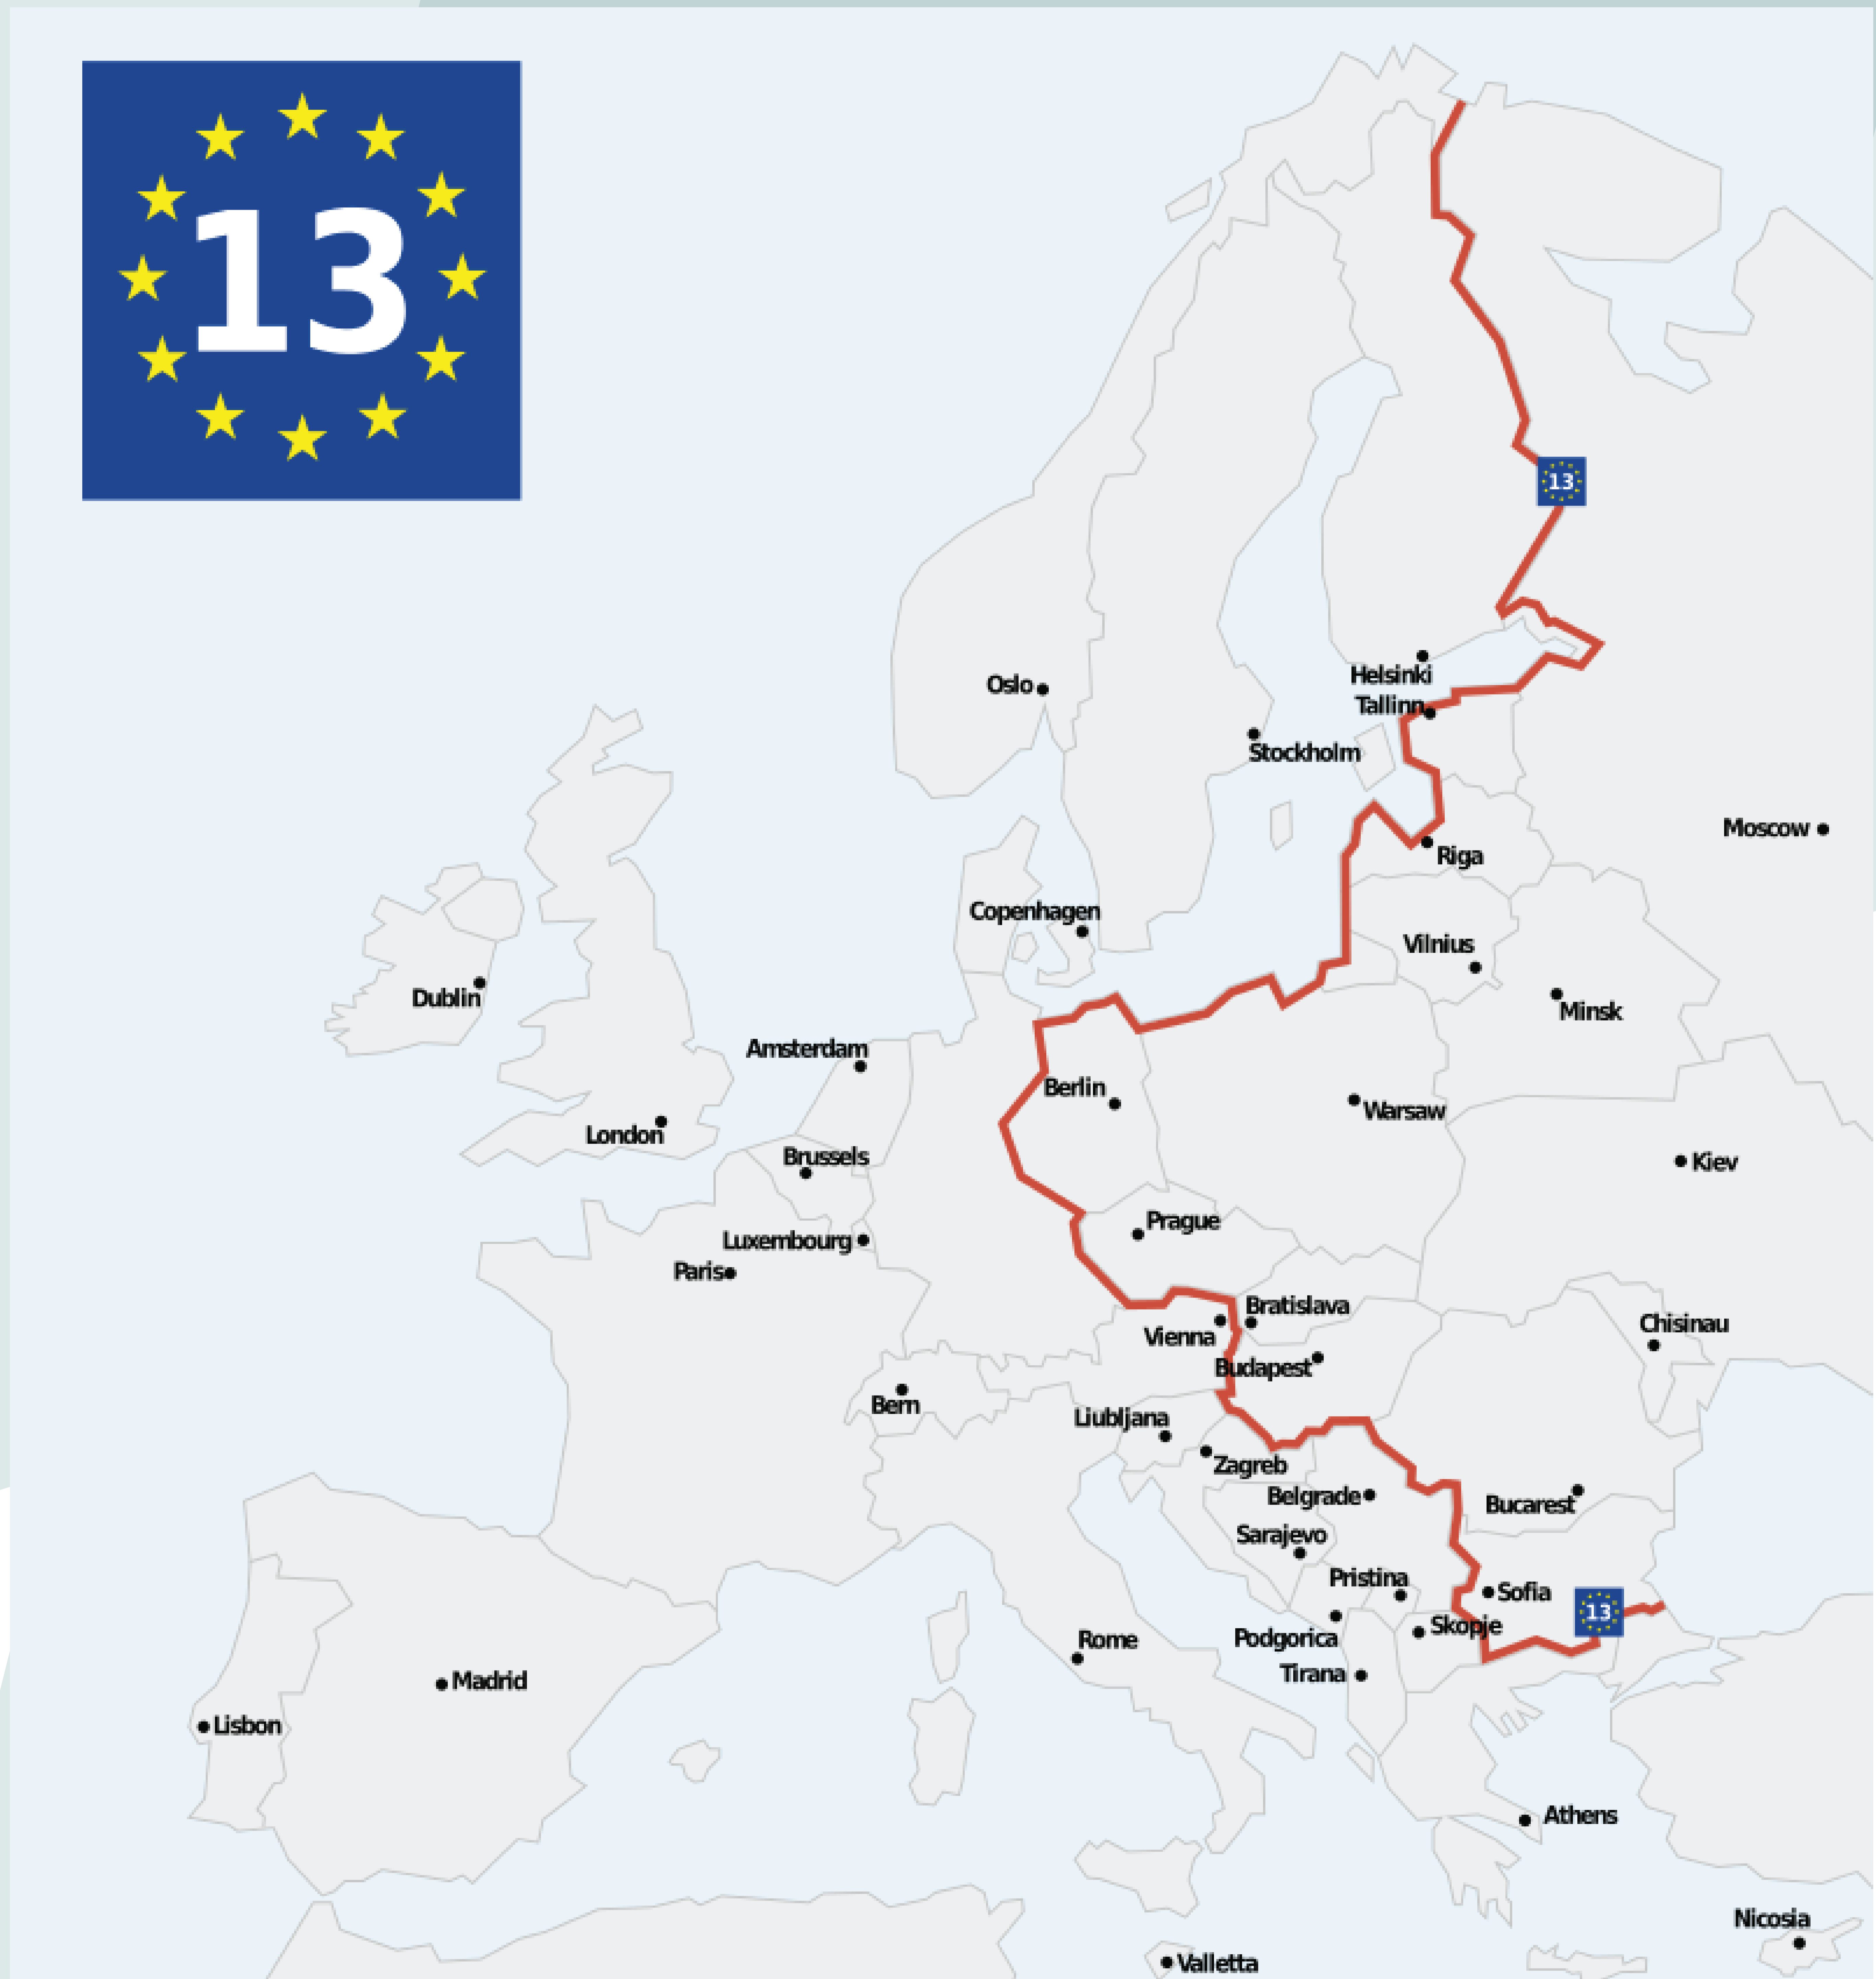 13
13
Helsinki
Oslo
Tallinn
Stockholm
Moscow
Riga
Copenhagen
Vilnius
Dublin
Minsk
Amsterdam
Berlin
Warsaw
London
Brussels
Kiev
Prague
Luxembourg
Paris
Bratislava
Chisinau
Vienna
Budapest
Bern
Liubljana
Zagreb
Belgrade
Bucarest
Sarajevo
Pristina
Sofia
13
Skopje
Podgorica
Rome
Tirana
Madrid
Lisbon
Athens
Nicosia
Valletta